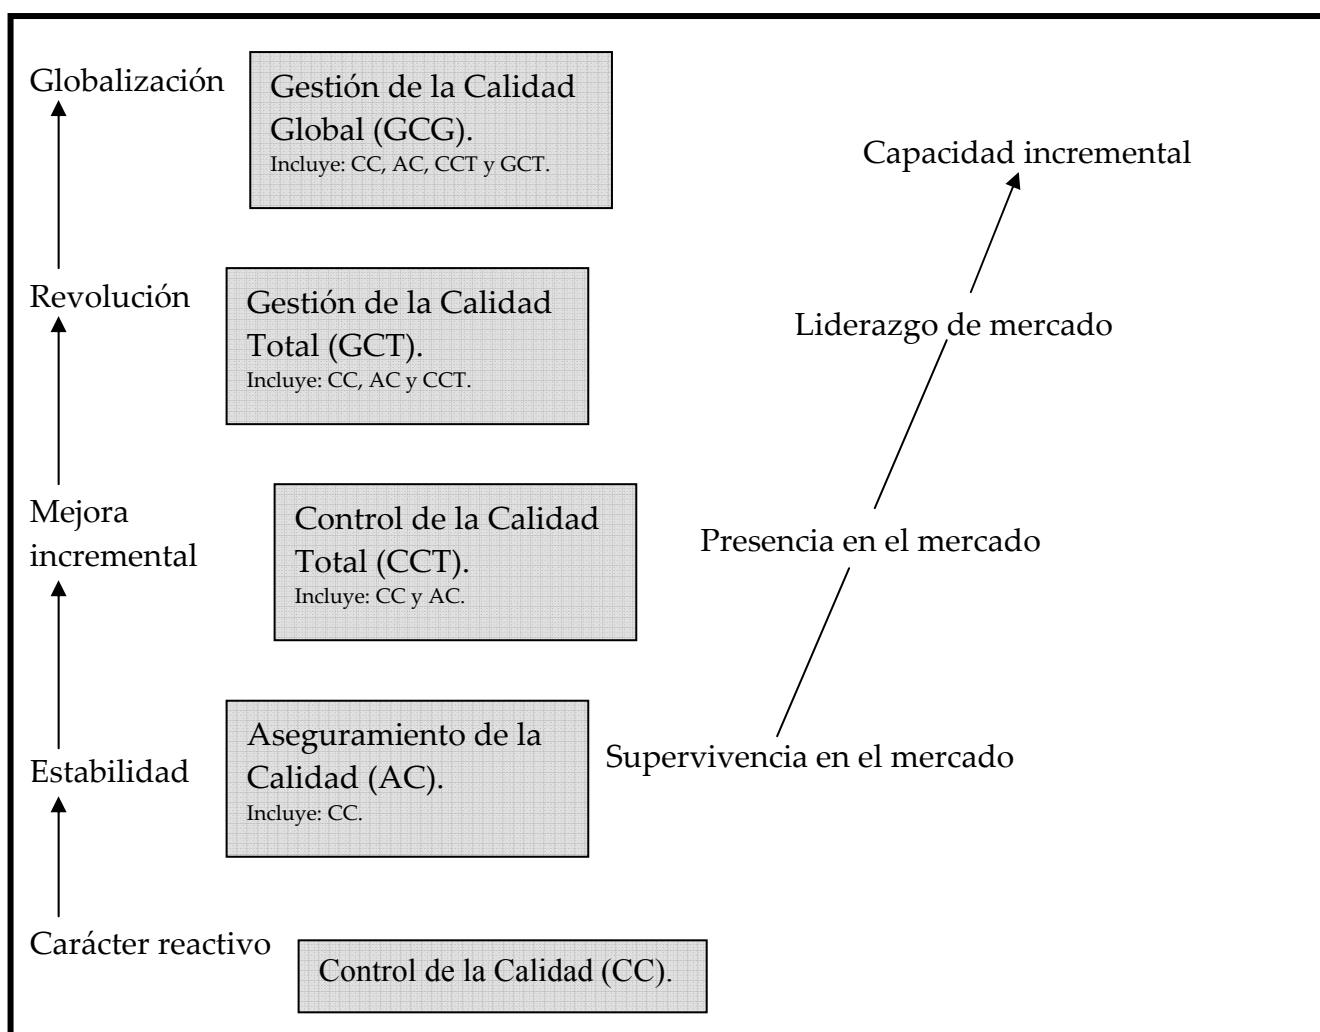 Globalización
Gestión de la Calidad
Global (GCG).
Incluye: CC, AC, CCT y GCT.
Capacidad incremental
Revolución
Gestión de la Calidad
Total (GCT).
Incluye: CC, AC y CCT.
Liderazgo de mercado
Mejora
incremental
Control de la Calidad
Total (CCT).
Incluye: CC y AC.
Presencia en el mercado
Estabilidad
Aseguramiento de la
Calidad (AC).
Incluye: CC.
Supervivencia en el mercado
Carácter reactivo
Control de la Calidad (CC).